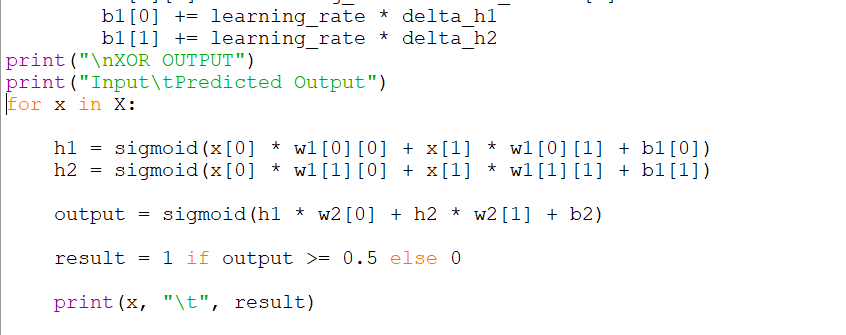 b1[0] += learning_rate * delta_h1
b1[1] += learning_rate * delta_h2
print("\nXOR OUTPUT")
print("Input\tPredicted Output")
for x in X:
h1 = sigmoid(x[0] * w1[0][0] + x[1] * w1[0][1] + b1[0])
h2 = sigmoid(x[0] * w1[1][0] + x[1] * w1[1][1] + b1[1])
output = sigmoid(h1 * w2[0] + h2 * w2[1] + b2)
result = 1 if output >= 0.5 else 0
print(x, "\t", result)